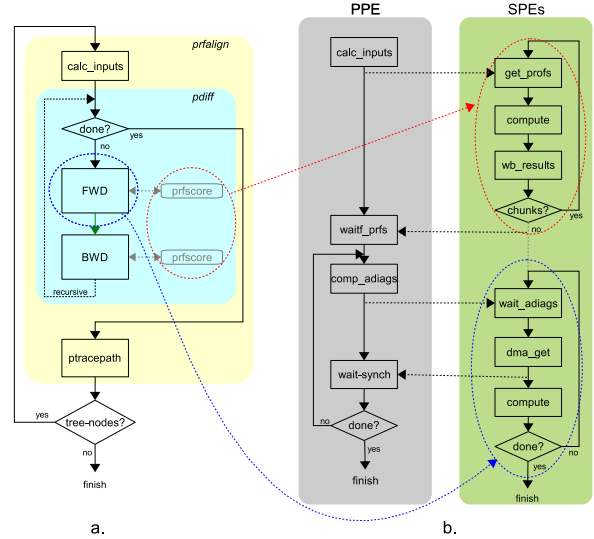 prfalign
calc_inputs
pdiff
done?
yes
no
FWD
prfscore
BWD
prfscore
recursive
ptracepath
yes
tree-nodes?
no
finish
a.
PPE
calc_inputs
waitf_prfs
comp_adiags
wait-synch
no
done?
yes
finish
SPEs
get_profs
compute
wb_results
chunks?
yes
no
wait_adiags
dma_get
compute
done?
yes
no
finish
b.